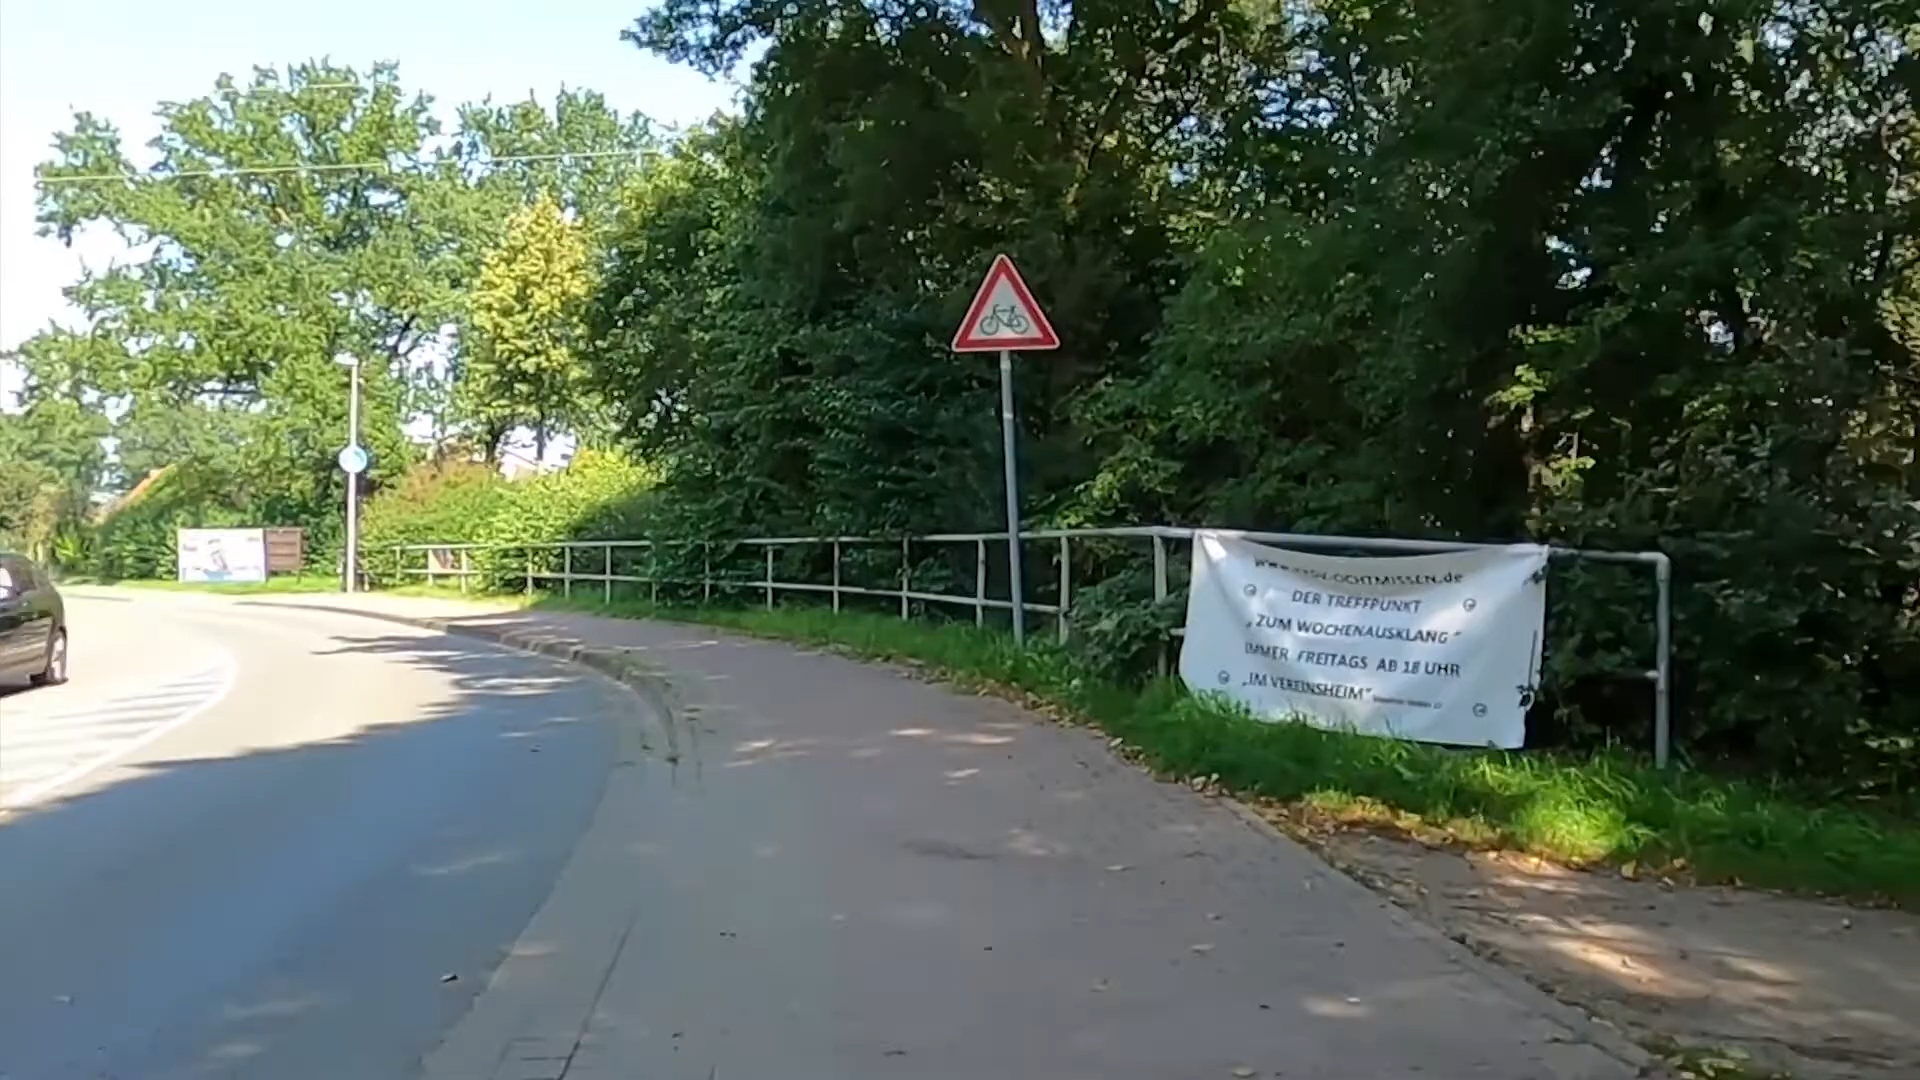 OCHTMISSEN.de
DER TREFFPUNKT
„ZUM WOCHENAUSKLANG"
IMMER FREITAGS AB 18 UHR
„IM VEREINSHEIM"